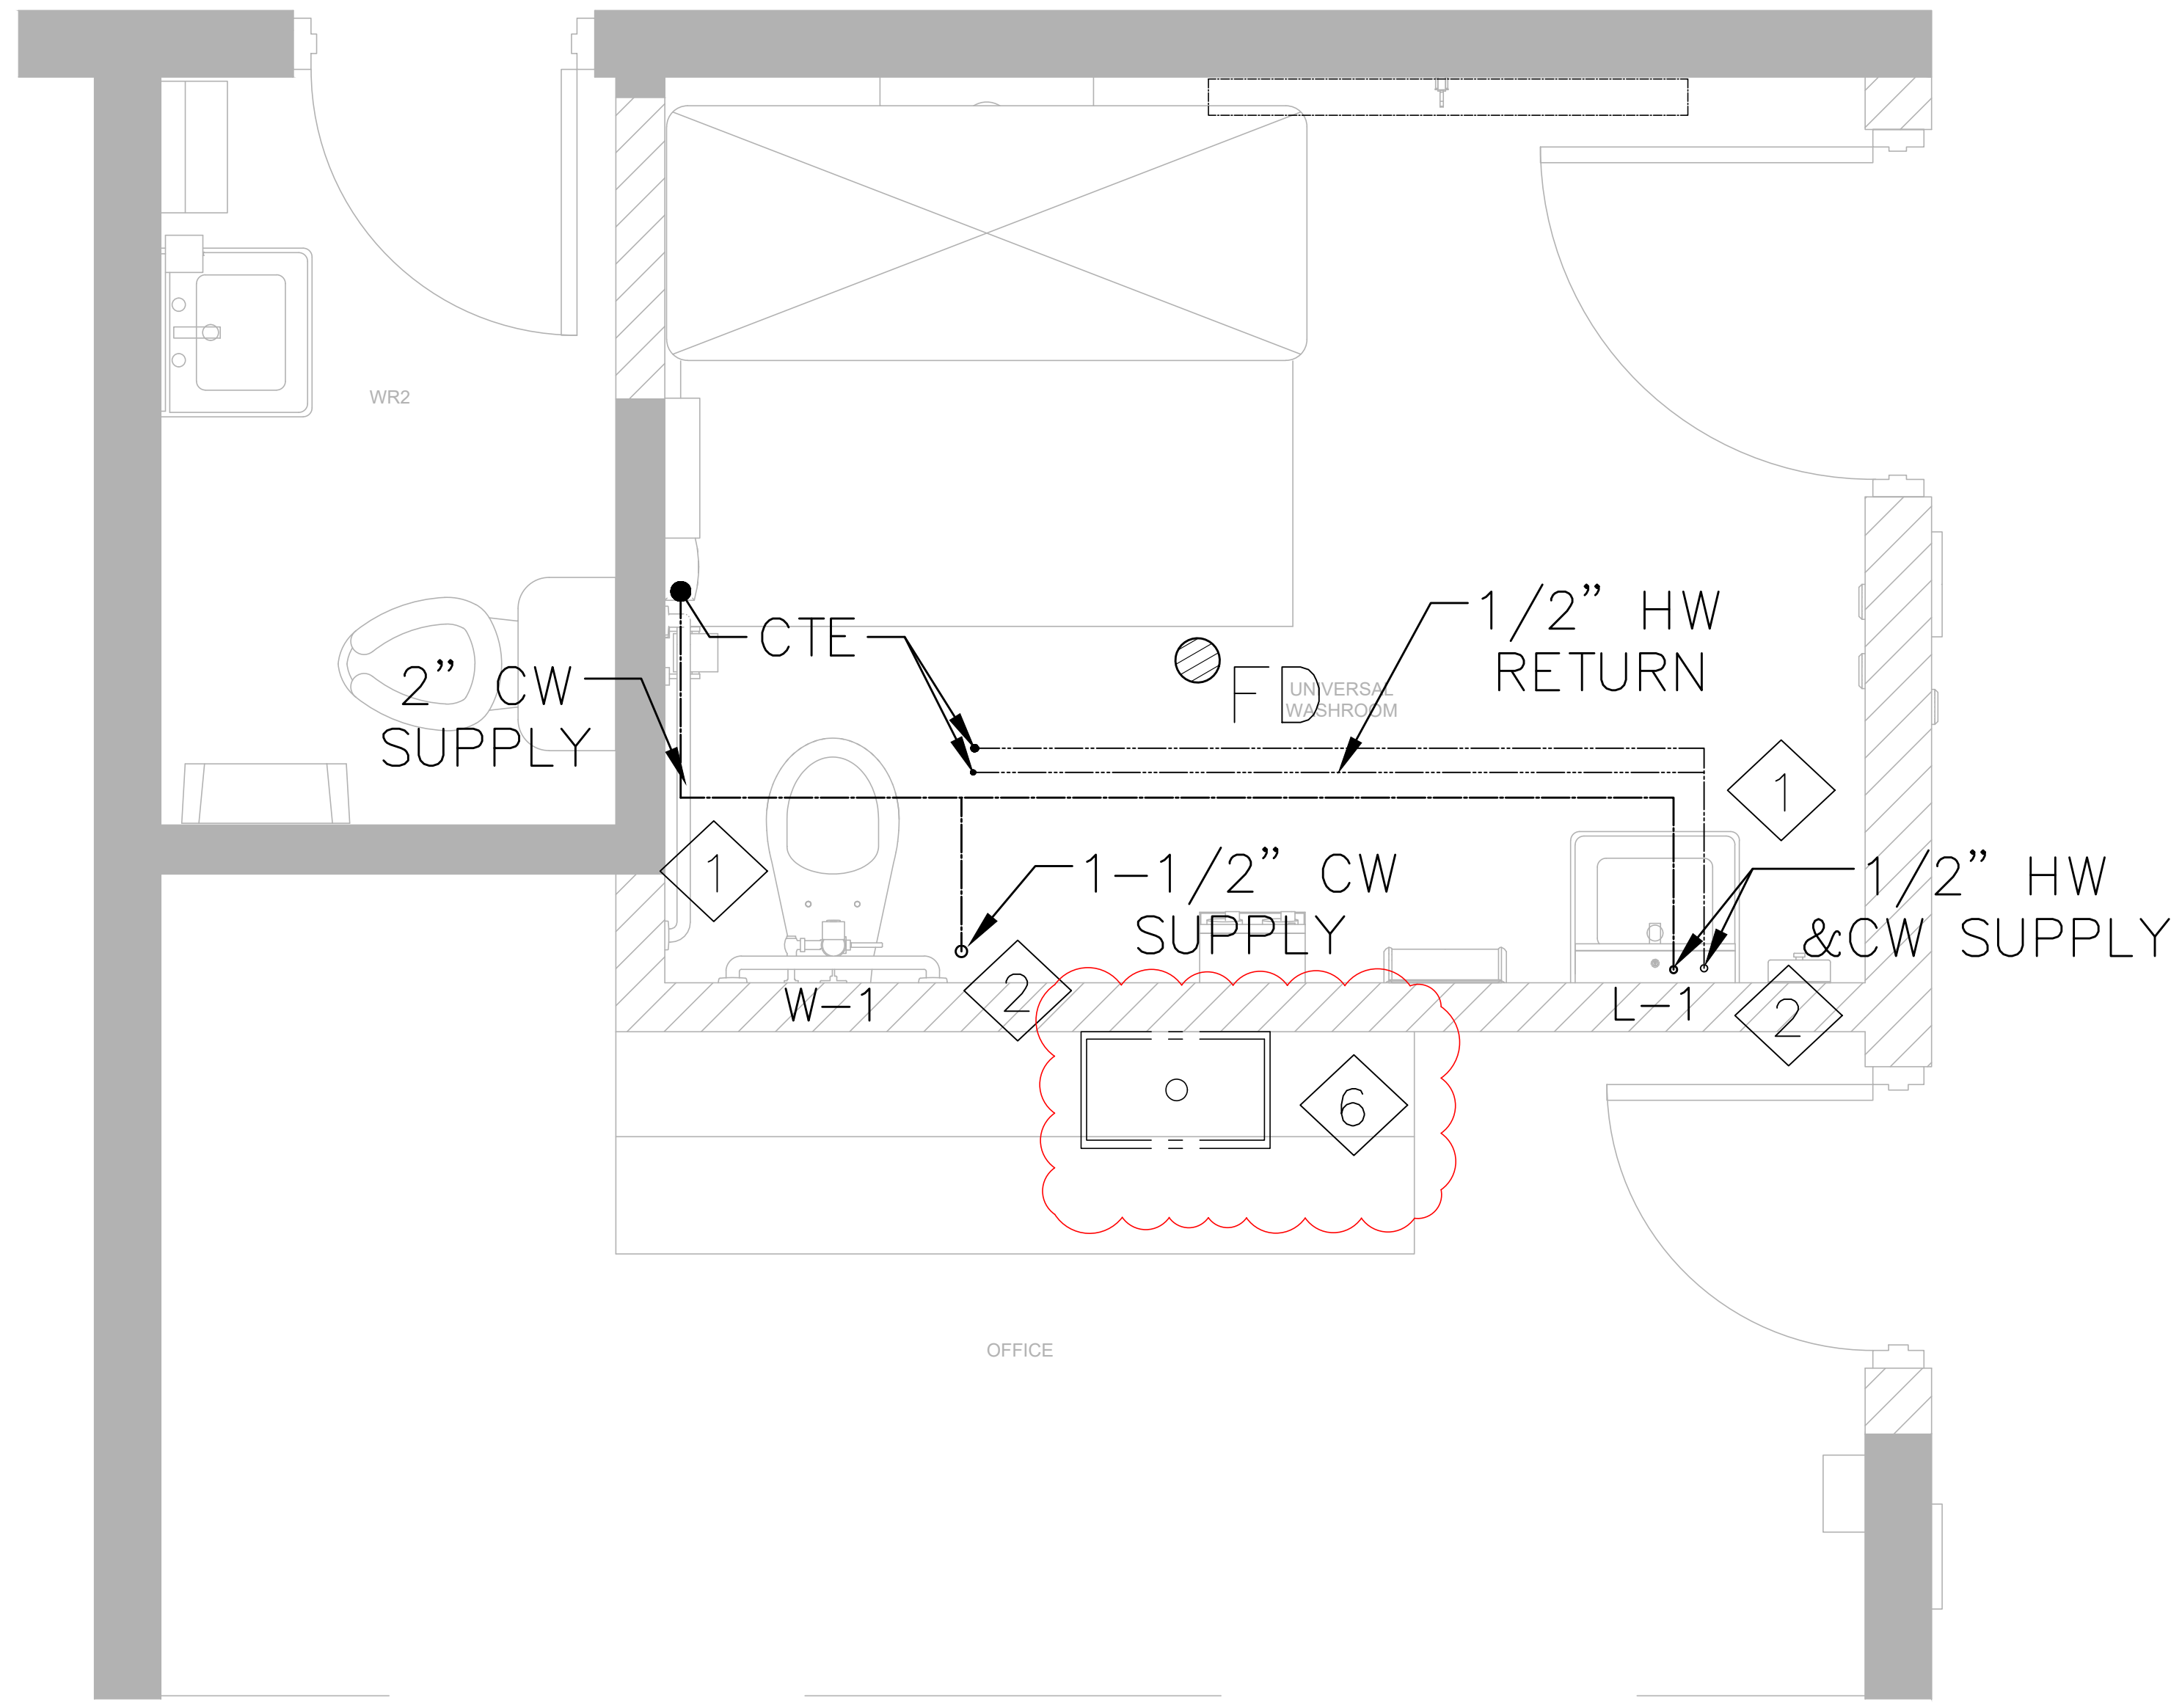 WR2
1/2” HW
RETURN
CTE
FD
UNIVERSAL
WASHROOM
2” CW
SUPPLY
1
1
1-1/2” CW
SUPPLY
1/2” HW
&CW SUPPLY
W-1
2
L-1
2
6
OFFICE